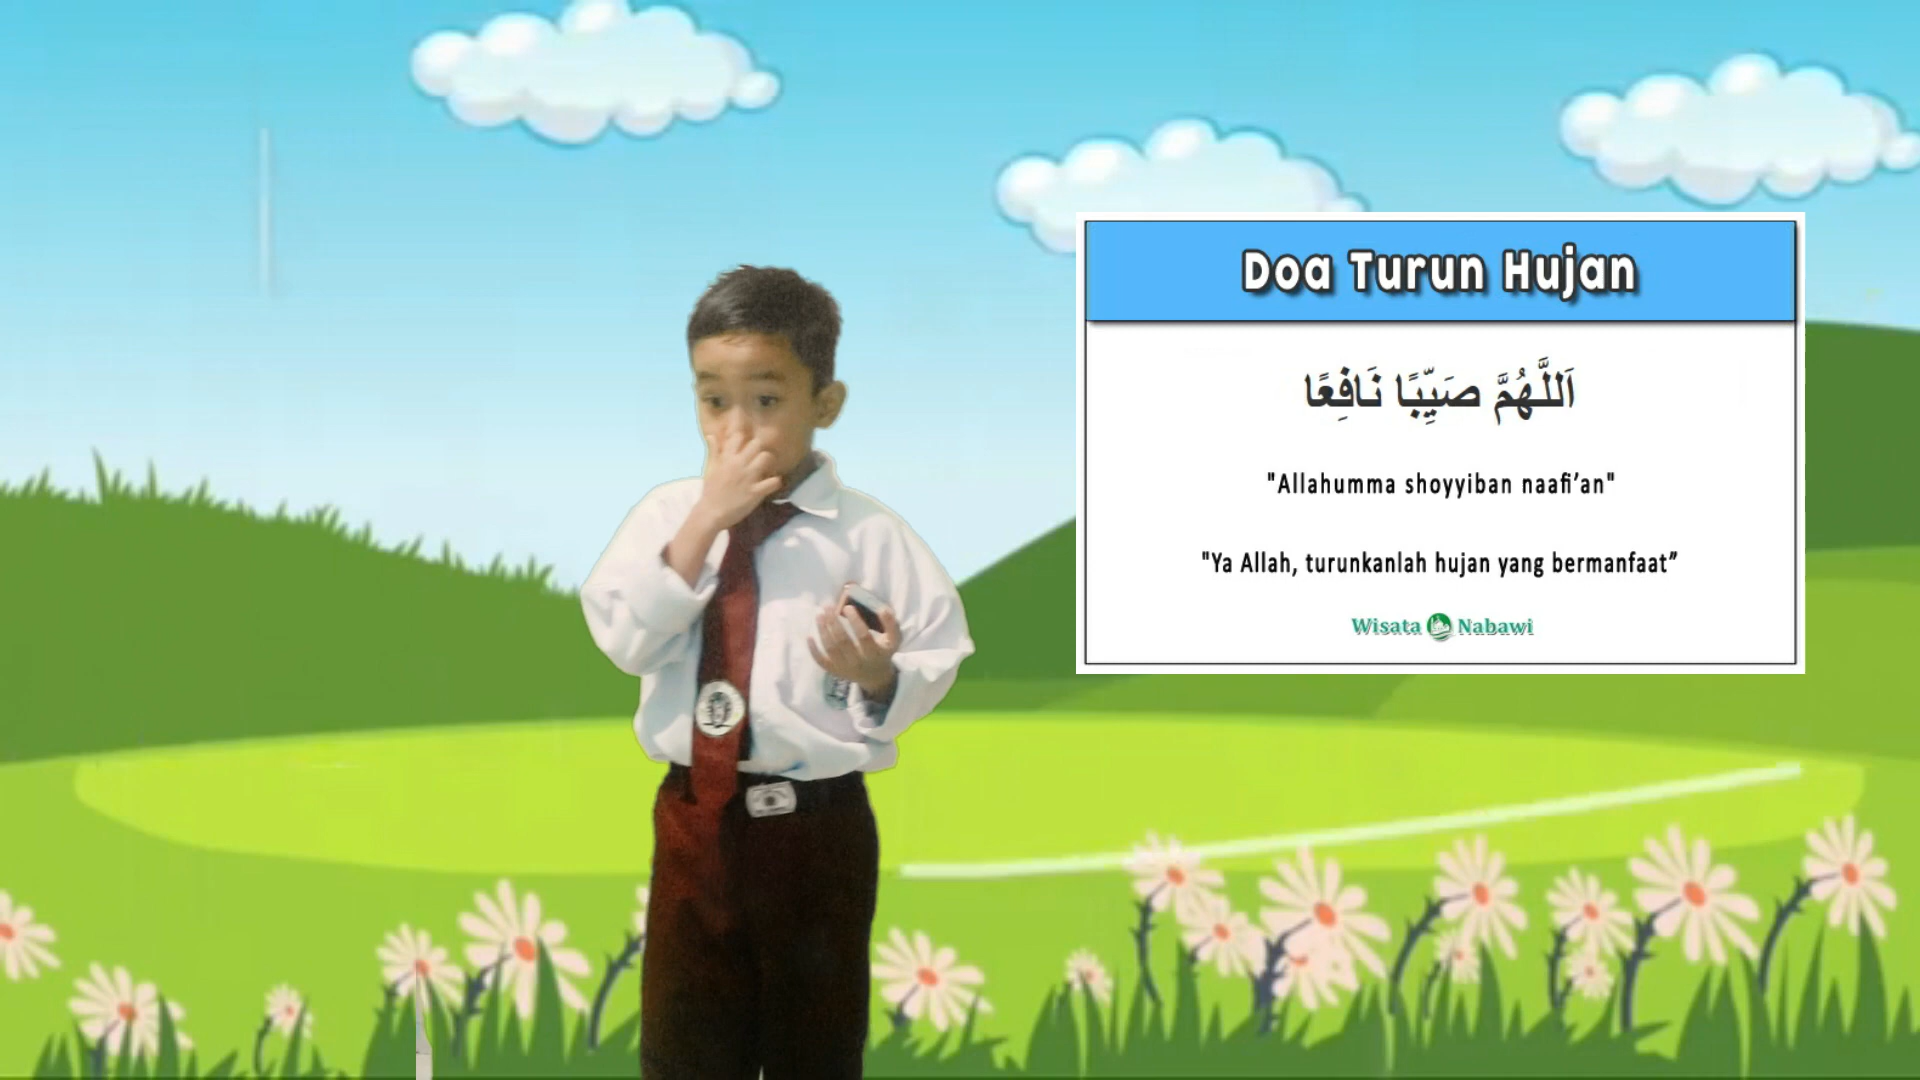 Doa Turun Hujan
اَللَّهُمَّ صَيِّبًا نَافِعًا
"Allahumma shoyyiban naafi’an"
"Ya Allah, turunkanlah hujan yang bermanfaat”
Wisata Nabawi